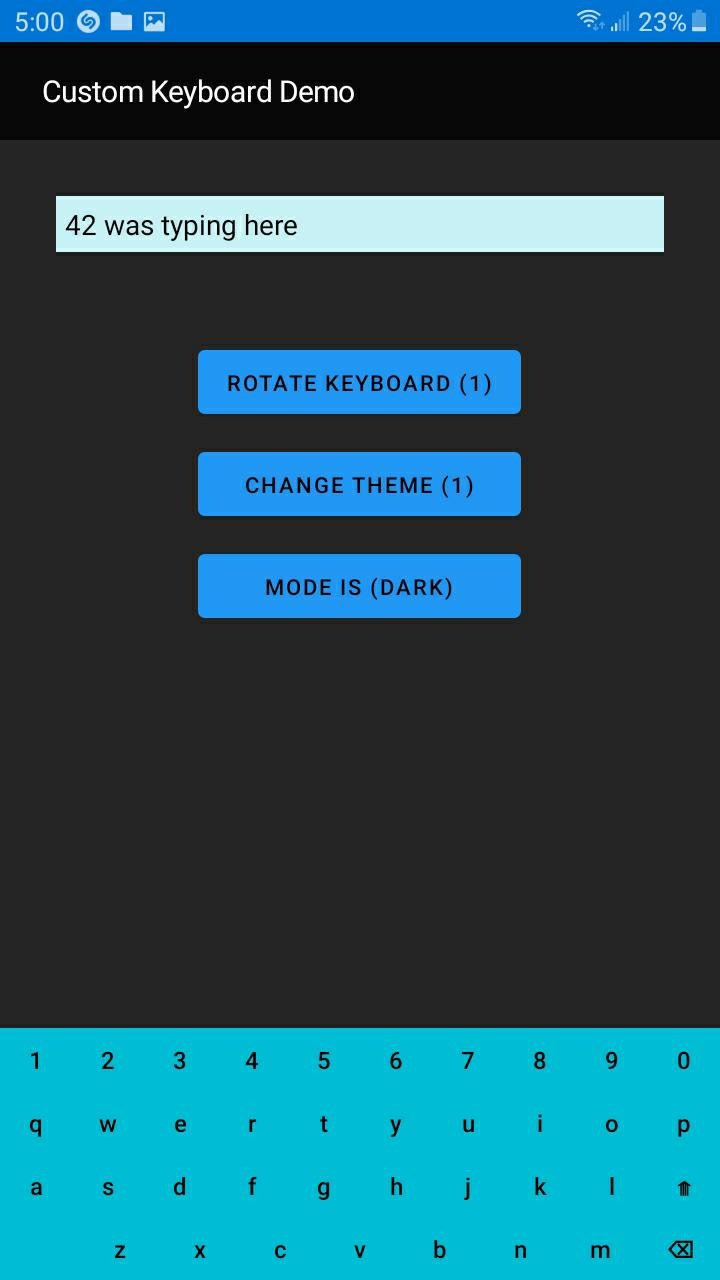 5:00 23%
Custom Keyboard Demo
42 was typing here
ROTATE KEYBOARD (1)
CHANGE THEME (1)
MODE IS (DARK)
1 2 3 4 5 6 7 8 9 0
q w e r t y u i o p
a s d f g h j k l
z x c v b n m